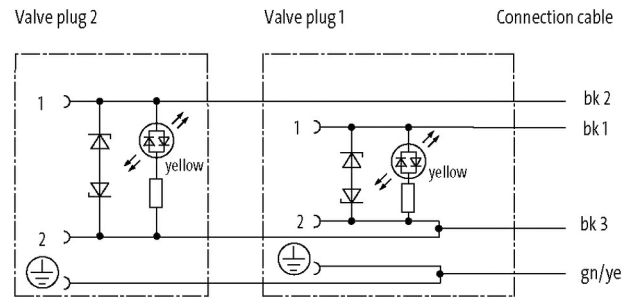 Valve plug 2 Valve plug 1 Connection cable
1 bk 2
1 bk 1
yellow yellow
2 bk 3
2
gn/ye